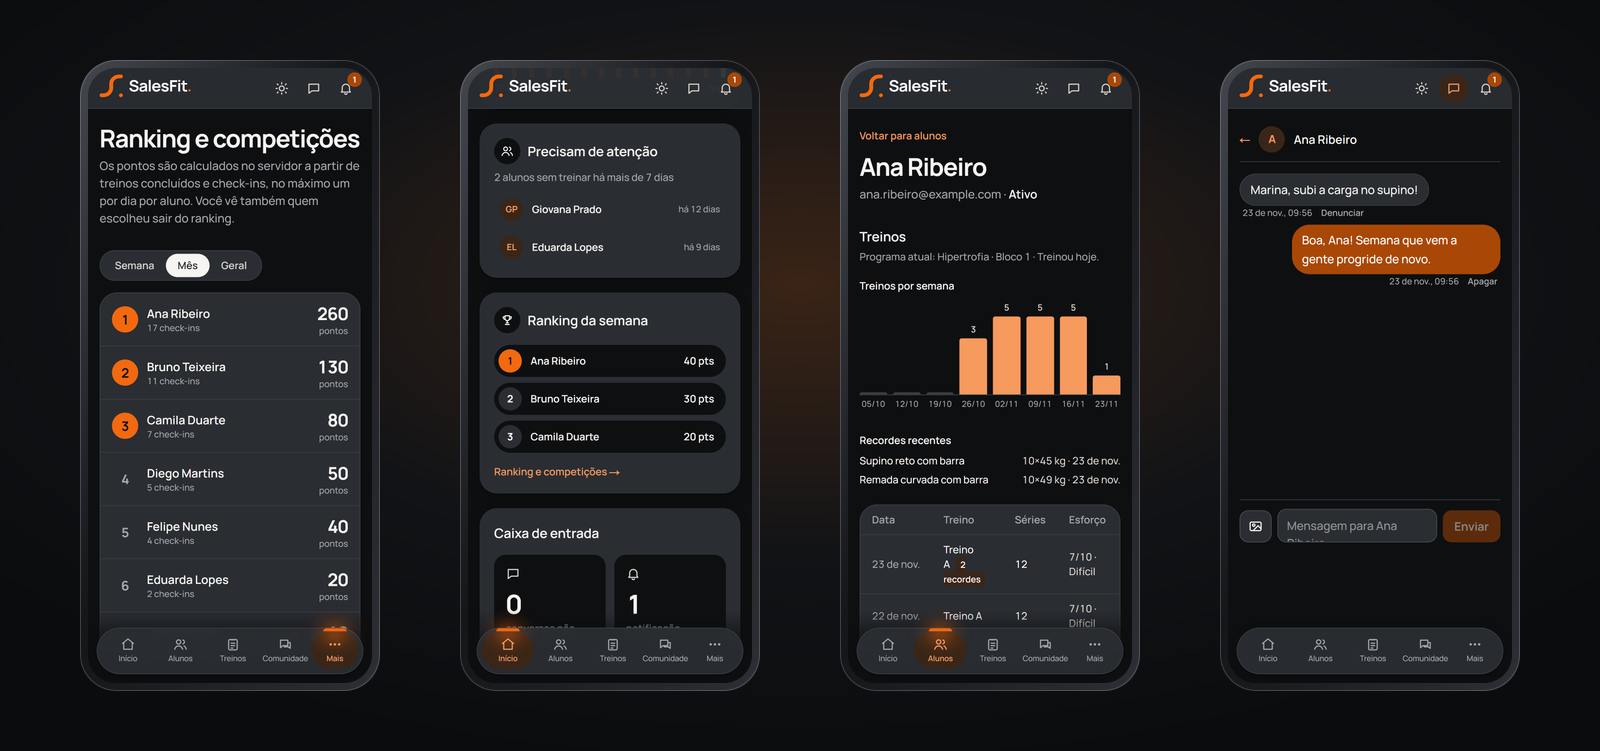 SalesFit.
1
Ranking e competições
Os pontos são calculados no servidor a partir de
treinos concluídos e check-ins, no máximo um
por dia por aluno. Você vê também quem
escolheu sair do ranking.
Semana Mês Geral
1 Ana Ribeiro 260
17 check-ins pontos
2 Bruno Teixeira 130
11 check-ins pontos
3 Camila Duarte 80
7 check-ins pontos
4 Diego Martins 50
5 check-ins pontos
5 Felipe Nunes 40
4 check-ins pontos
6 Eduarda Lopes 20
2 check-ins pontos
Início Alunos Treinos Comunidade Mais
SalesFit.
1
Precisam de atenção
2 alunos sem treinar há mais de 7 dias
GP Giovana Prado há 12 dias
EL Eduarda Lopes há 9 dias
Ranking da semana
1 Ana Ribeiro 40 pts
2 Bruno Teixeira 30 pts
3 Camila Duarte 20 pts
Ranking e competições →
Caixa de entrada
0 1
Início Alunos Treinos Comunidade Mais
SalesFit.
1
Voltar para alunos
Ana Ribeiro
ana.ribeiro@example.com · Ativo
Treinos
Programa atual: Hipertrofia · Bloco 1 · Treinou hoje.
Treinos por semana
3 5 5 5 1
05/10 12/10 19/10 26/10 02/11 09/11 16/11 23/11
Recordes recentes
Supino reto com barra 10×45 kg · 23 de nov.
Remada curvada com barra 10×49 kg · 23 de nov.
Data Treino Séries Esforço
23 de nov. Treino A 2 recordes 12 7/10 · Difícil
22 de nov. Treino A 12 7/10 · Difícil
Início Alunos Treinos Comunidade Mais
SalesFit.
1
← A Ana Ribeiro
Marina, subi a carga no supino!
23 de nov., 09:56 Denunciar
Boa, Ana! Semana que vem a
gente progride de novo.
23 de nov., 09:56 Apagar
Mensagem para Ana
Ribeiro
Enviar
Início Alunos Treinos Comunidade Mais